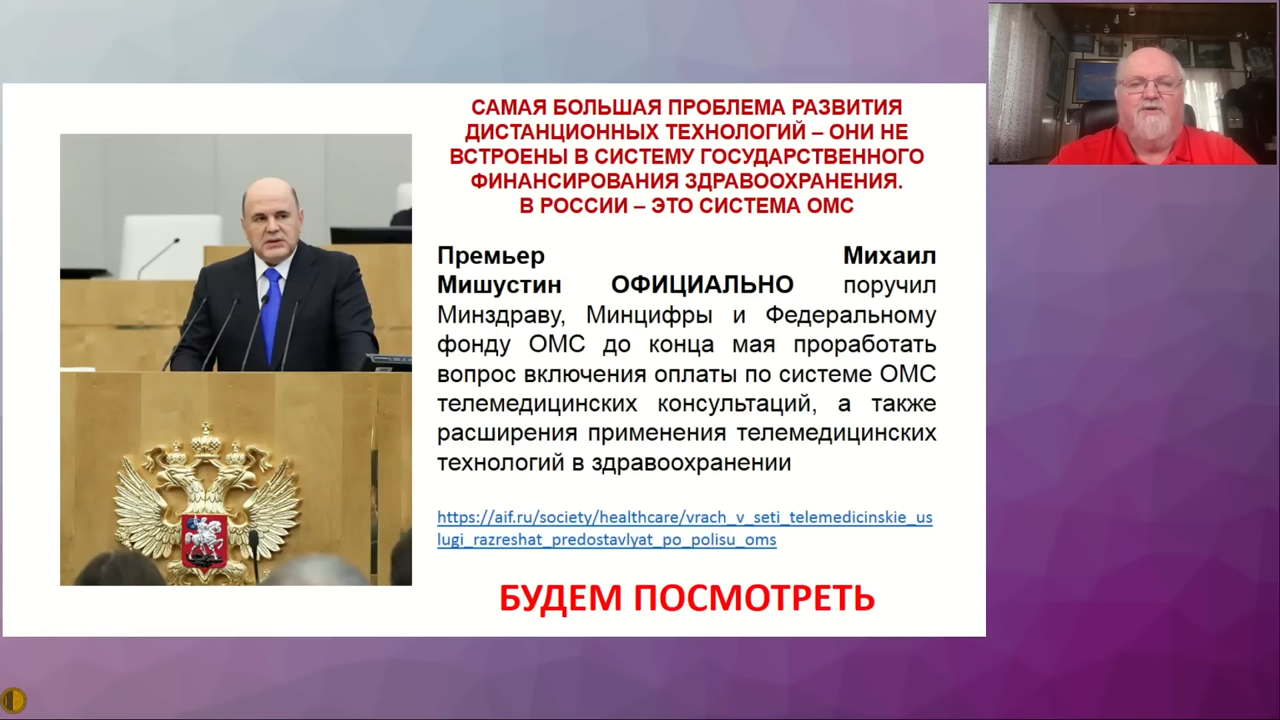 САМАЯ БОЛЬШАЯ ПРОБЛЕМА РАЗВИТИЯ
ДИСТАНЦИОННЫХ ТЕХНОЛОГИЙ – ОНИ НЕ
ВСТРОЕНЫ В СИСТЕМУ ГОСУДАРСТВЕННОГО
ФИНАНСИРОВАНИЯ ЗДРАВООХРАНЕНИЯ.
В РОССИИ – ЭТО СИСТЕМА ОМС
Премьер Михаил
Мишустин ОФИЦИАЛЬНО поручил
Минздраву, Минцифры и Федеральному
фонду ОМС до конца мая проработать
вопрос включения оплаты по системе ОМС
телемедицинских консультаций, а также
расширения применения телемедицинских
технологий в здравоохранении
https://aif.ru/society/healthcare/vrach_v_seti_telemedicinskie_us
lugi_razreshat_predostavlyat_po_polisu_oms
БУДЕМ ПОСМОТРЕТЬ